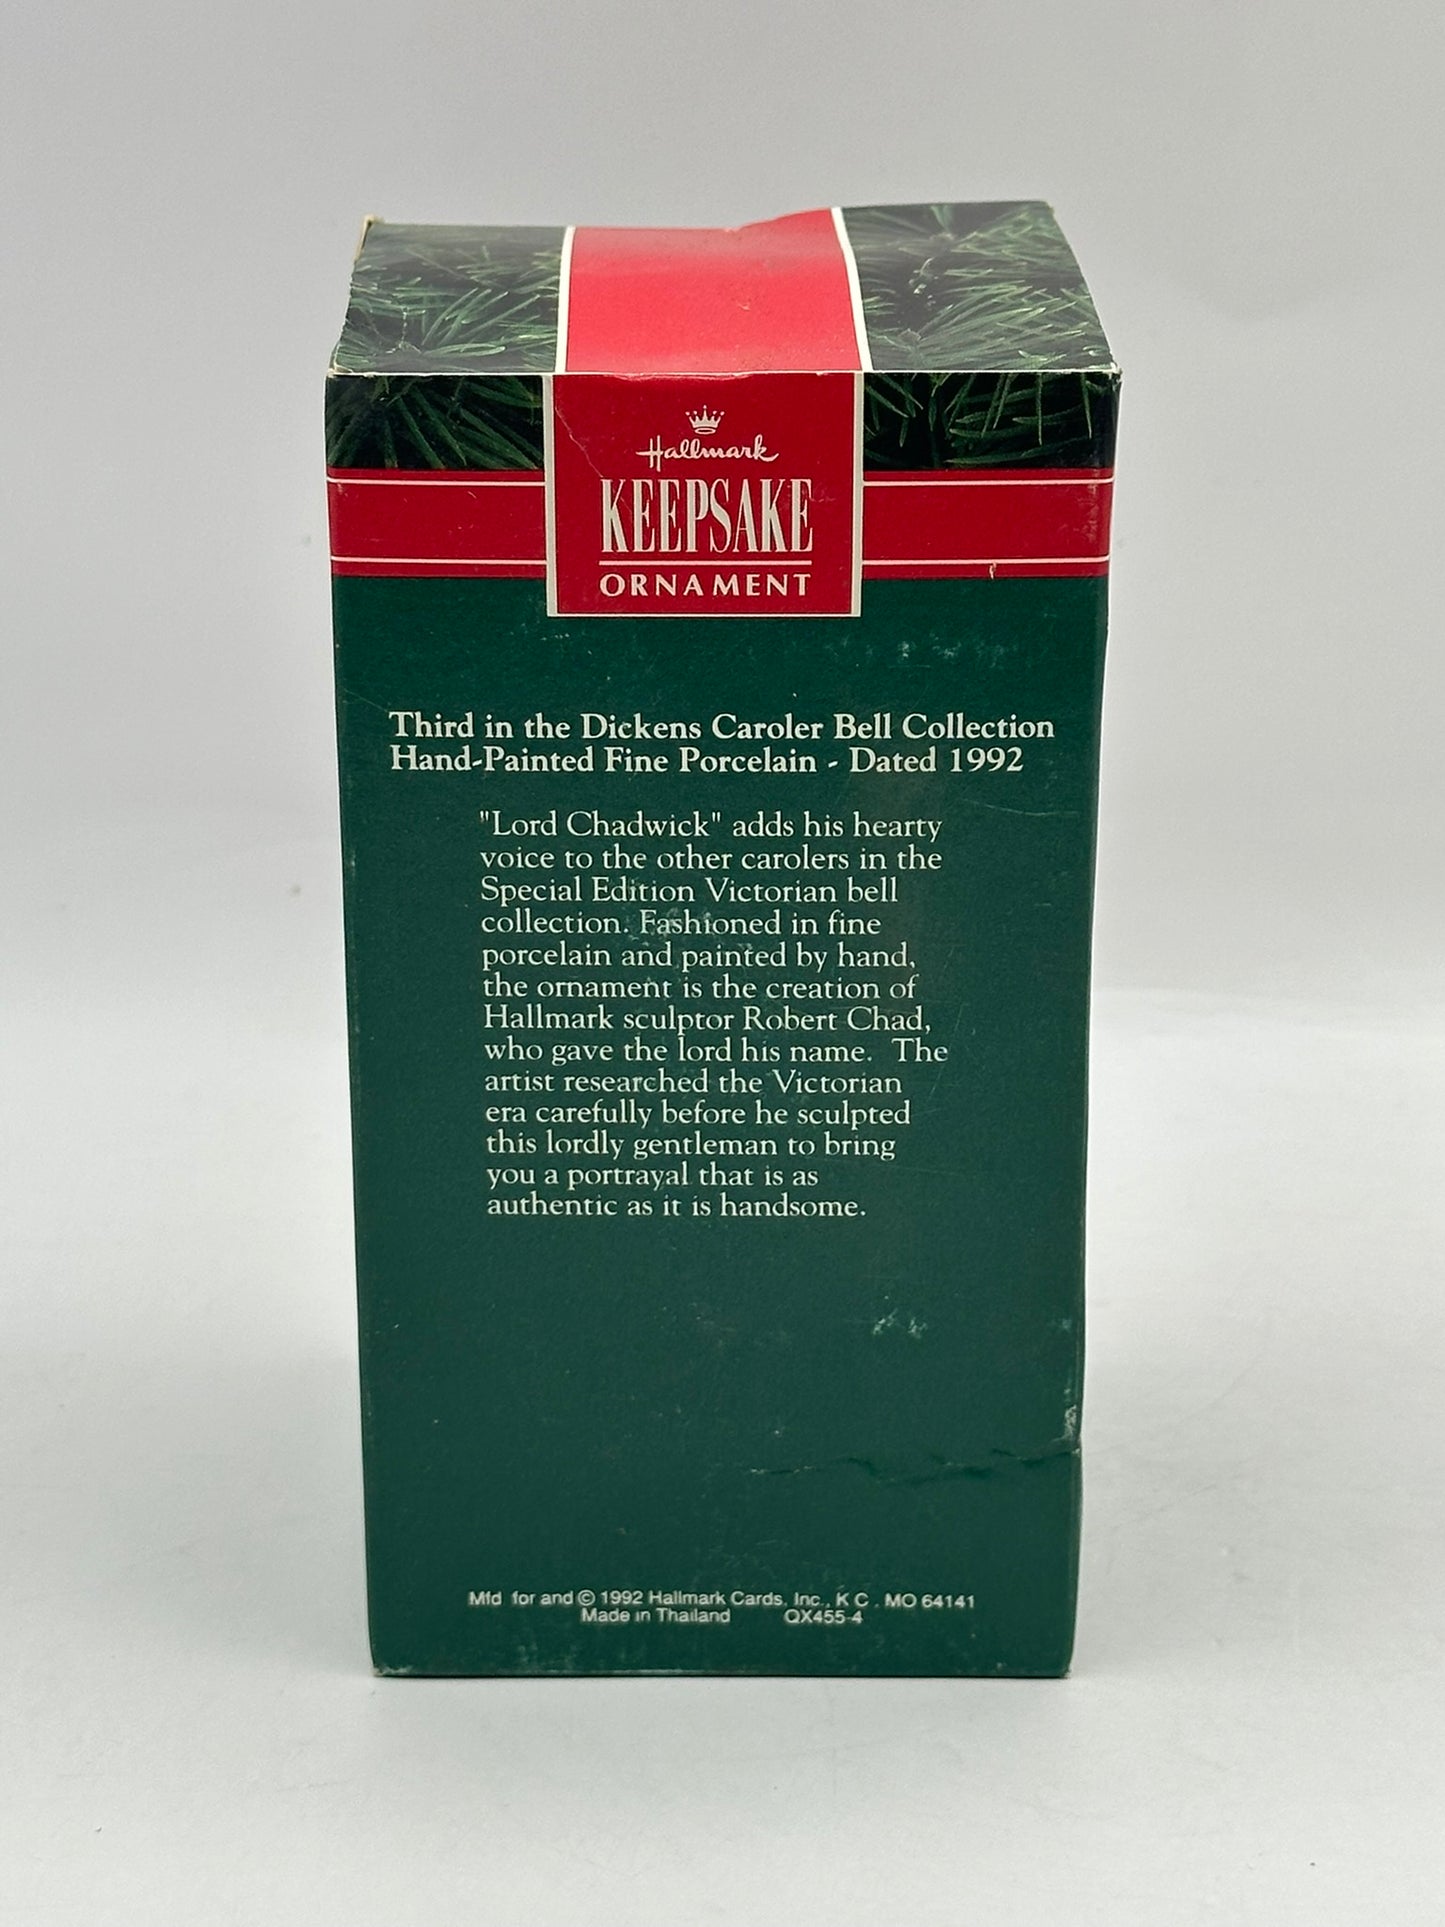 Hallmark
KEEPSAKE
ORNAMENT
Third in the Dickens Caroler Bell Collection
Hand-Painted Fine Porcelain - Dated 1992
"Lord Chadwick" adds his hearty
voice to the other carolers in the
Special Edition Victorian bell
collection. Fashioned in fine
porcelain and painted by hand,
the ornament is the creation of
Hallmark sculptor Robert Chad,
who gave the lord his name.  The
artist researched the Victorian
era carefully before he sculpted
this lordly gentleman to bring
you a portrayal that is as
authentic as it is handsome.
Mfd for and © 1992 Hallmark Cards, Inc., K C . MO 64141
Made in Thailand QX455-4